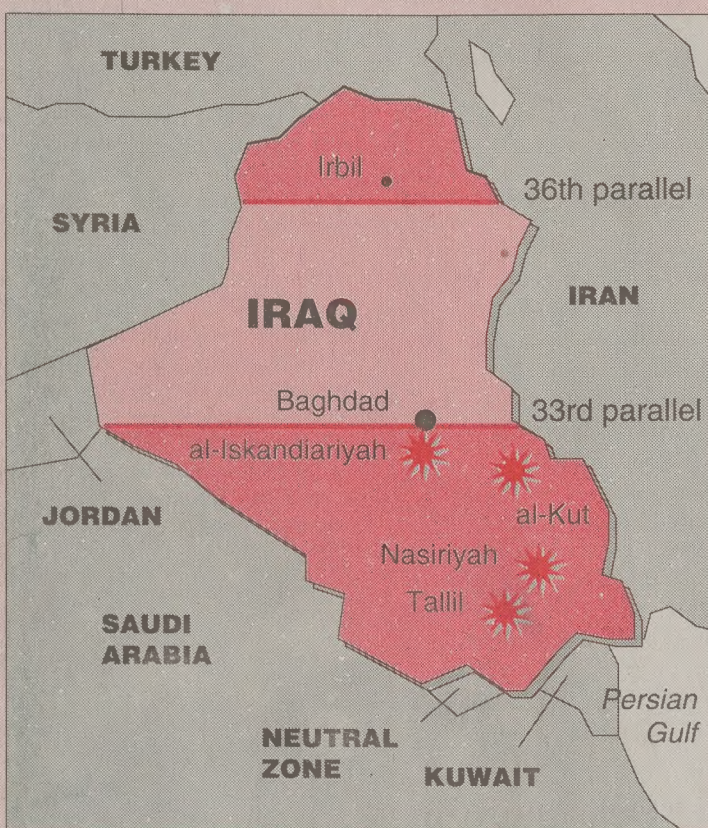 TURKEY
Irbil
36th parallel
SYRIA
IRAN
IRAQ
Baghdad
33rd parallel
al-Iskandiariyah
JORDAN
al-Kut
Nasiriyah
Tallil
SAUDI
ARABIA
Persian
Gulf
NEUTRAL
ZONE
KUWAIT